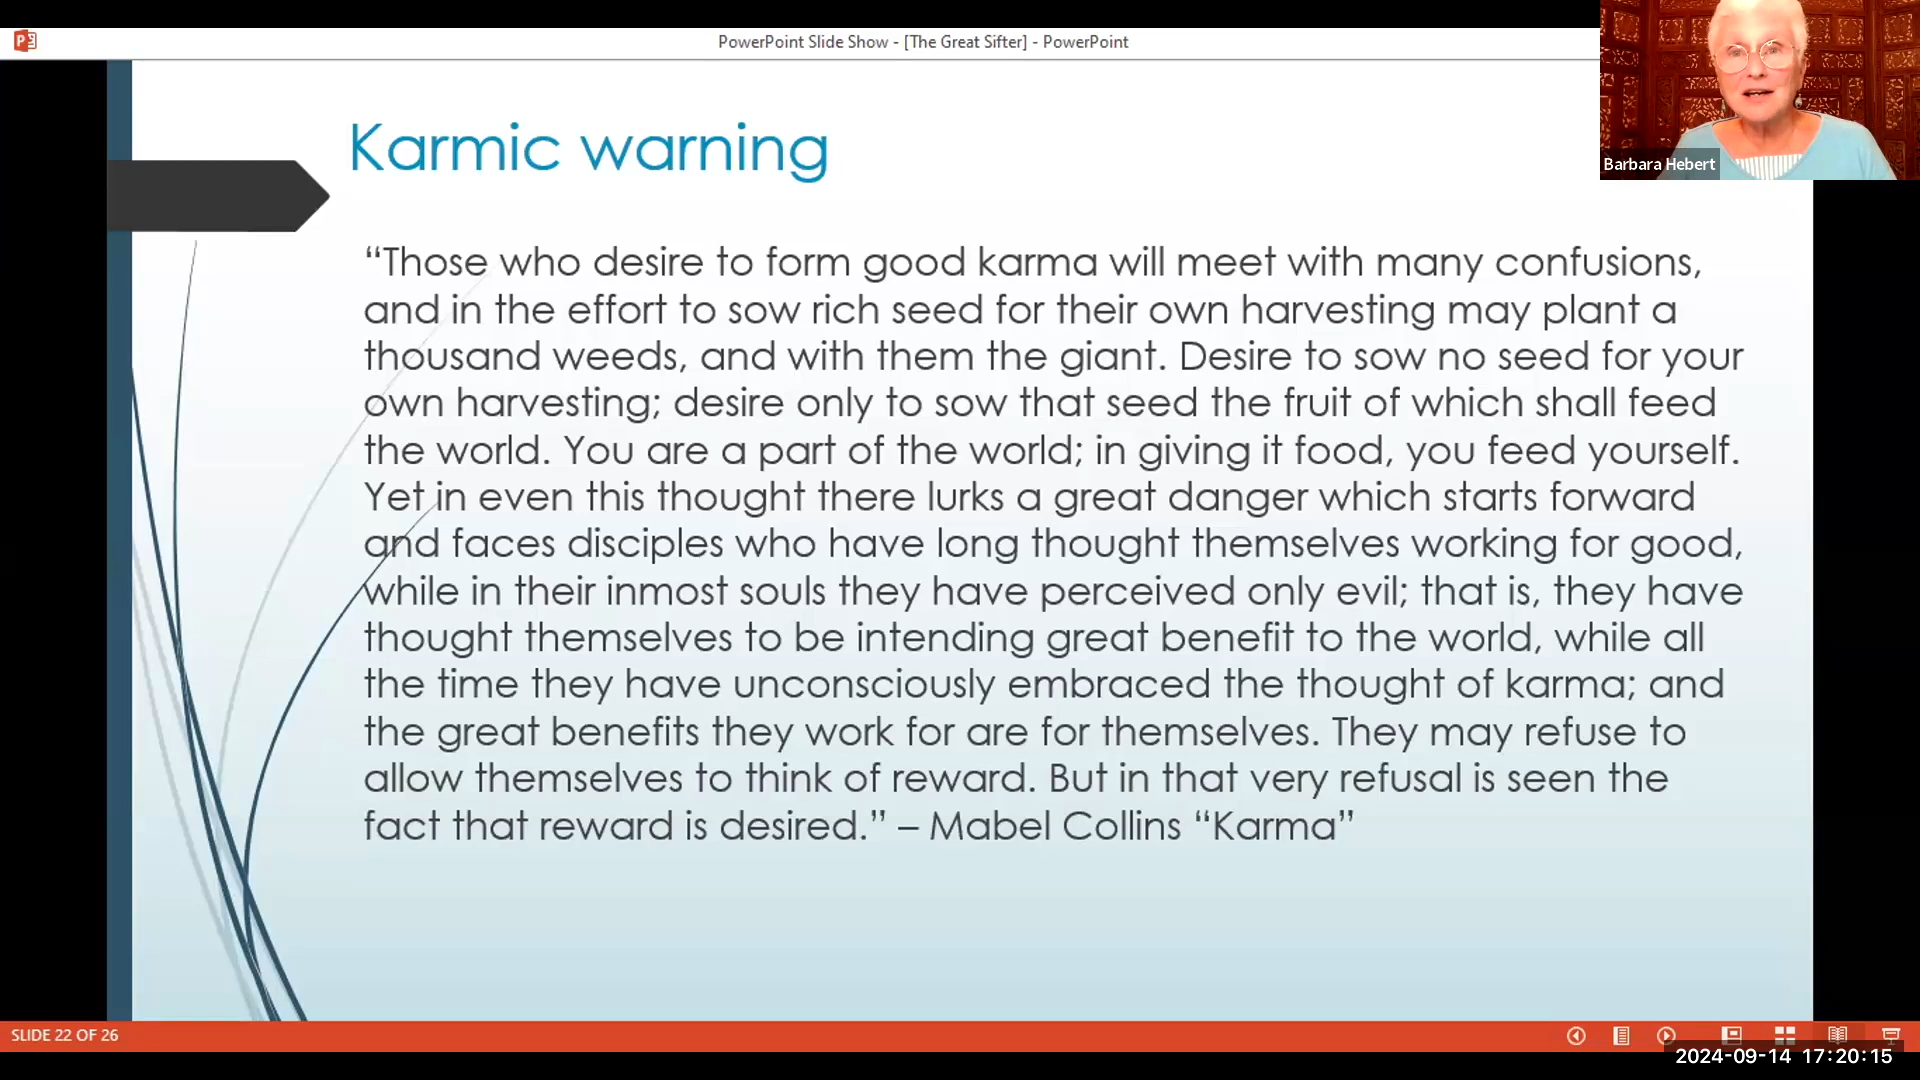 PowerPoint Slide Show - [The Great Sifter] - PowerPoint
Barbara Hebert
Karmic warning
“Those who desire to form good karma will meet with many confusions,
and in the effort to sow rich seed for their own harvesting may plant a
thousand weeds, and with them the giant. Desire to sow no seed for your
own harvesting; desire only to sow that seed the fruit of which shall feed
the world. You are a part of the world; in giving it food, you feed yourself.
Yet in even this thought there lurks a great danger which starts forward
and faces disciples who have long thought themselves working for good,
while in their inmost souls they have perceived only evil; that is, they have
thought themselves to be intending great benefit to the world, while all
the time they have unconsciously embraced the thought of karma; and
the great benefits they work for are for themselves. They may refuse to
allow themselves to think of reward. But in that very refusal is seen the
fact that reward is desired.” – Mabel Collins “Karma”
SLIDE 22 OF 26
2024-09-14 17:20:15